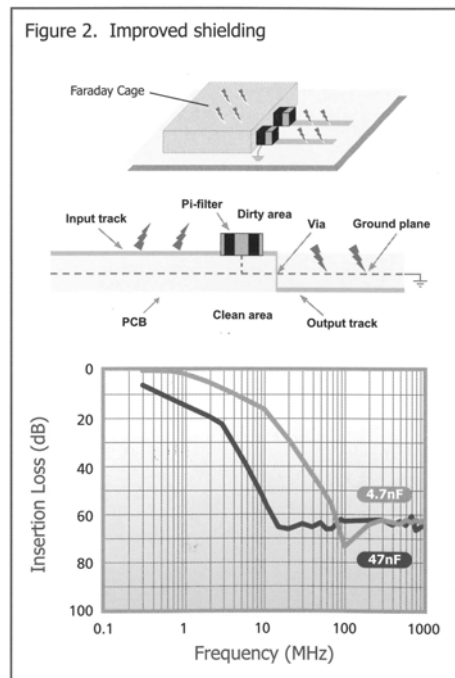 Figure 2. Improved shielding
Faraday Cage
Pi-filter
Dirty area
Input track
Via
Ground plane
PCB
Clean area
Output track
0
20
40
60
80
100
Insertion Loss (dB)
4.7nF
47nF
0.1
1
10
100
1000
Frequency (MHz)